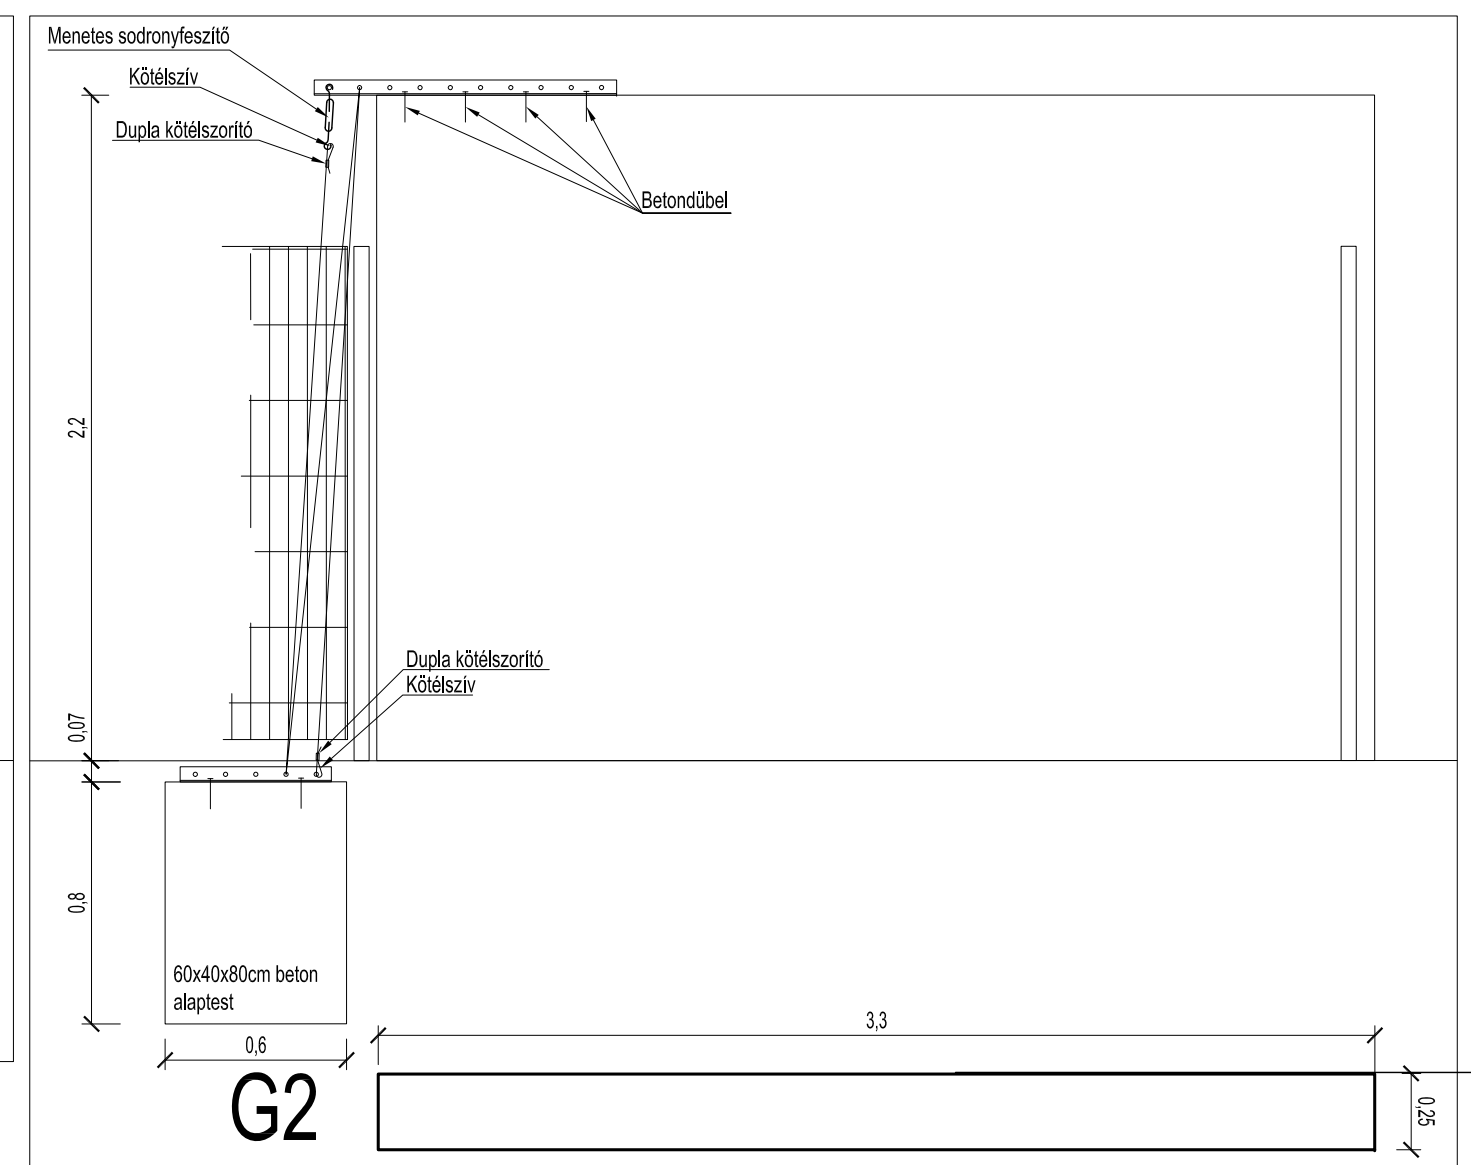 Menetes sodronyfeszítő
Kötélszív
Dupla kötélszorító
Betondübel
2,2
Dupla kötélszorító
Kötélszív
0,07
0,8
60x40x80cm beton
alaptest
0,6
3,3
G2
0,25